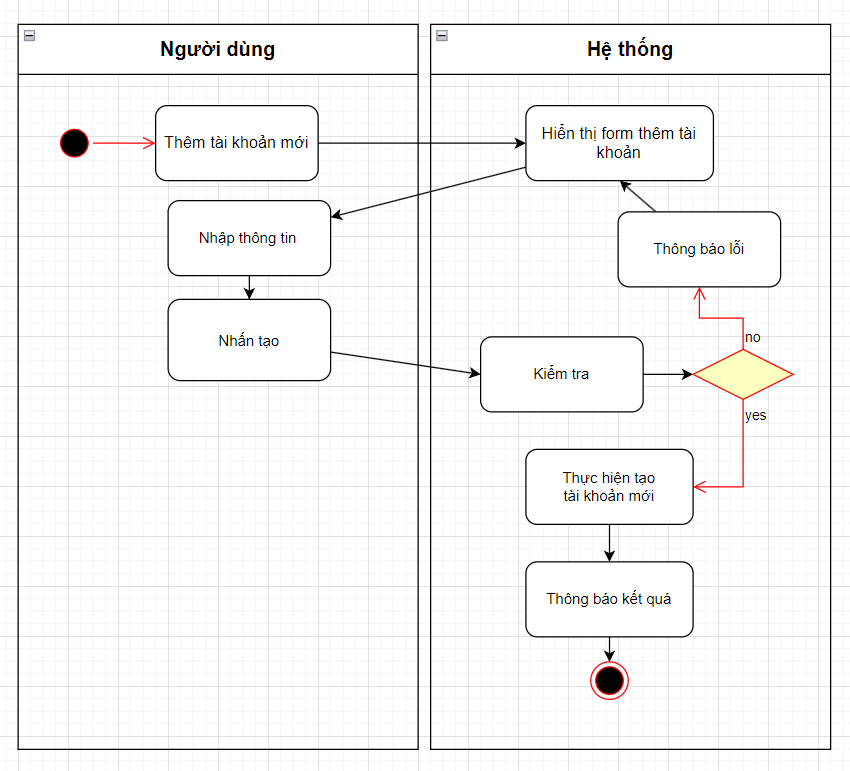 Người dùng
Hệ thống
Thêm tài khoản mới
Hiển thị form thêm tài
khoản
Nhập thông tin
Thông báo lỗi
Nhấn tạo
no
Kiểm tra
yes
Thực hiện tạo
tài khoản mới
Thông báo kết quá